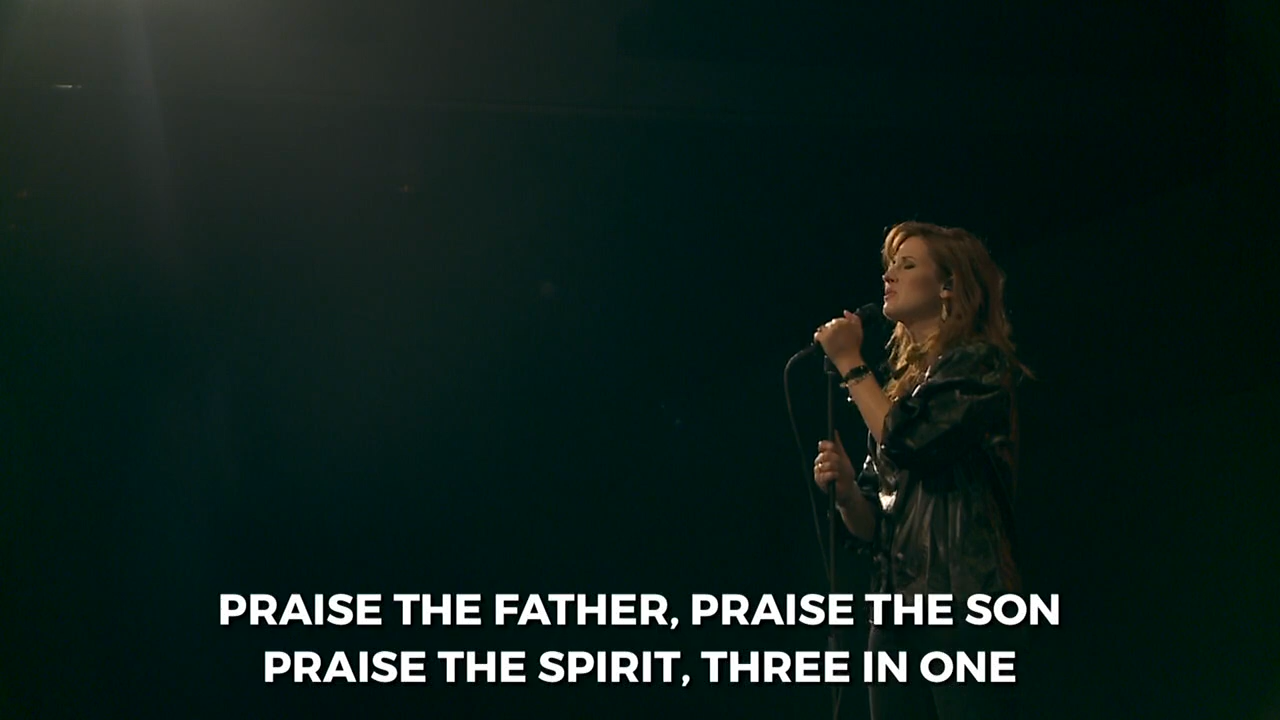 PRAISE THE FATHER, PRAISE THE SON
PRAISE THE SPIRIT, THREE IN ONE